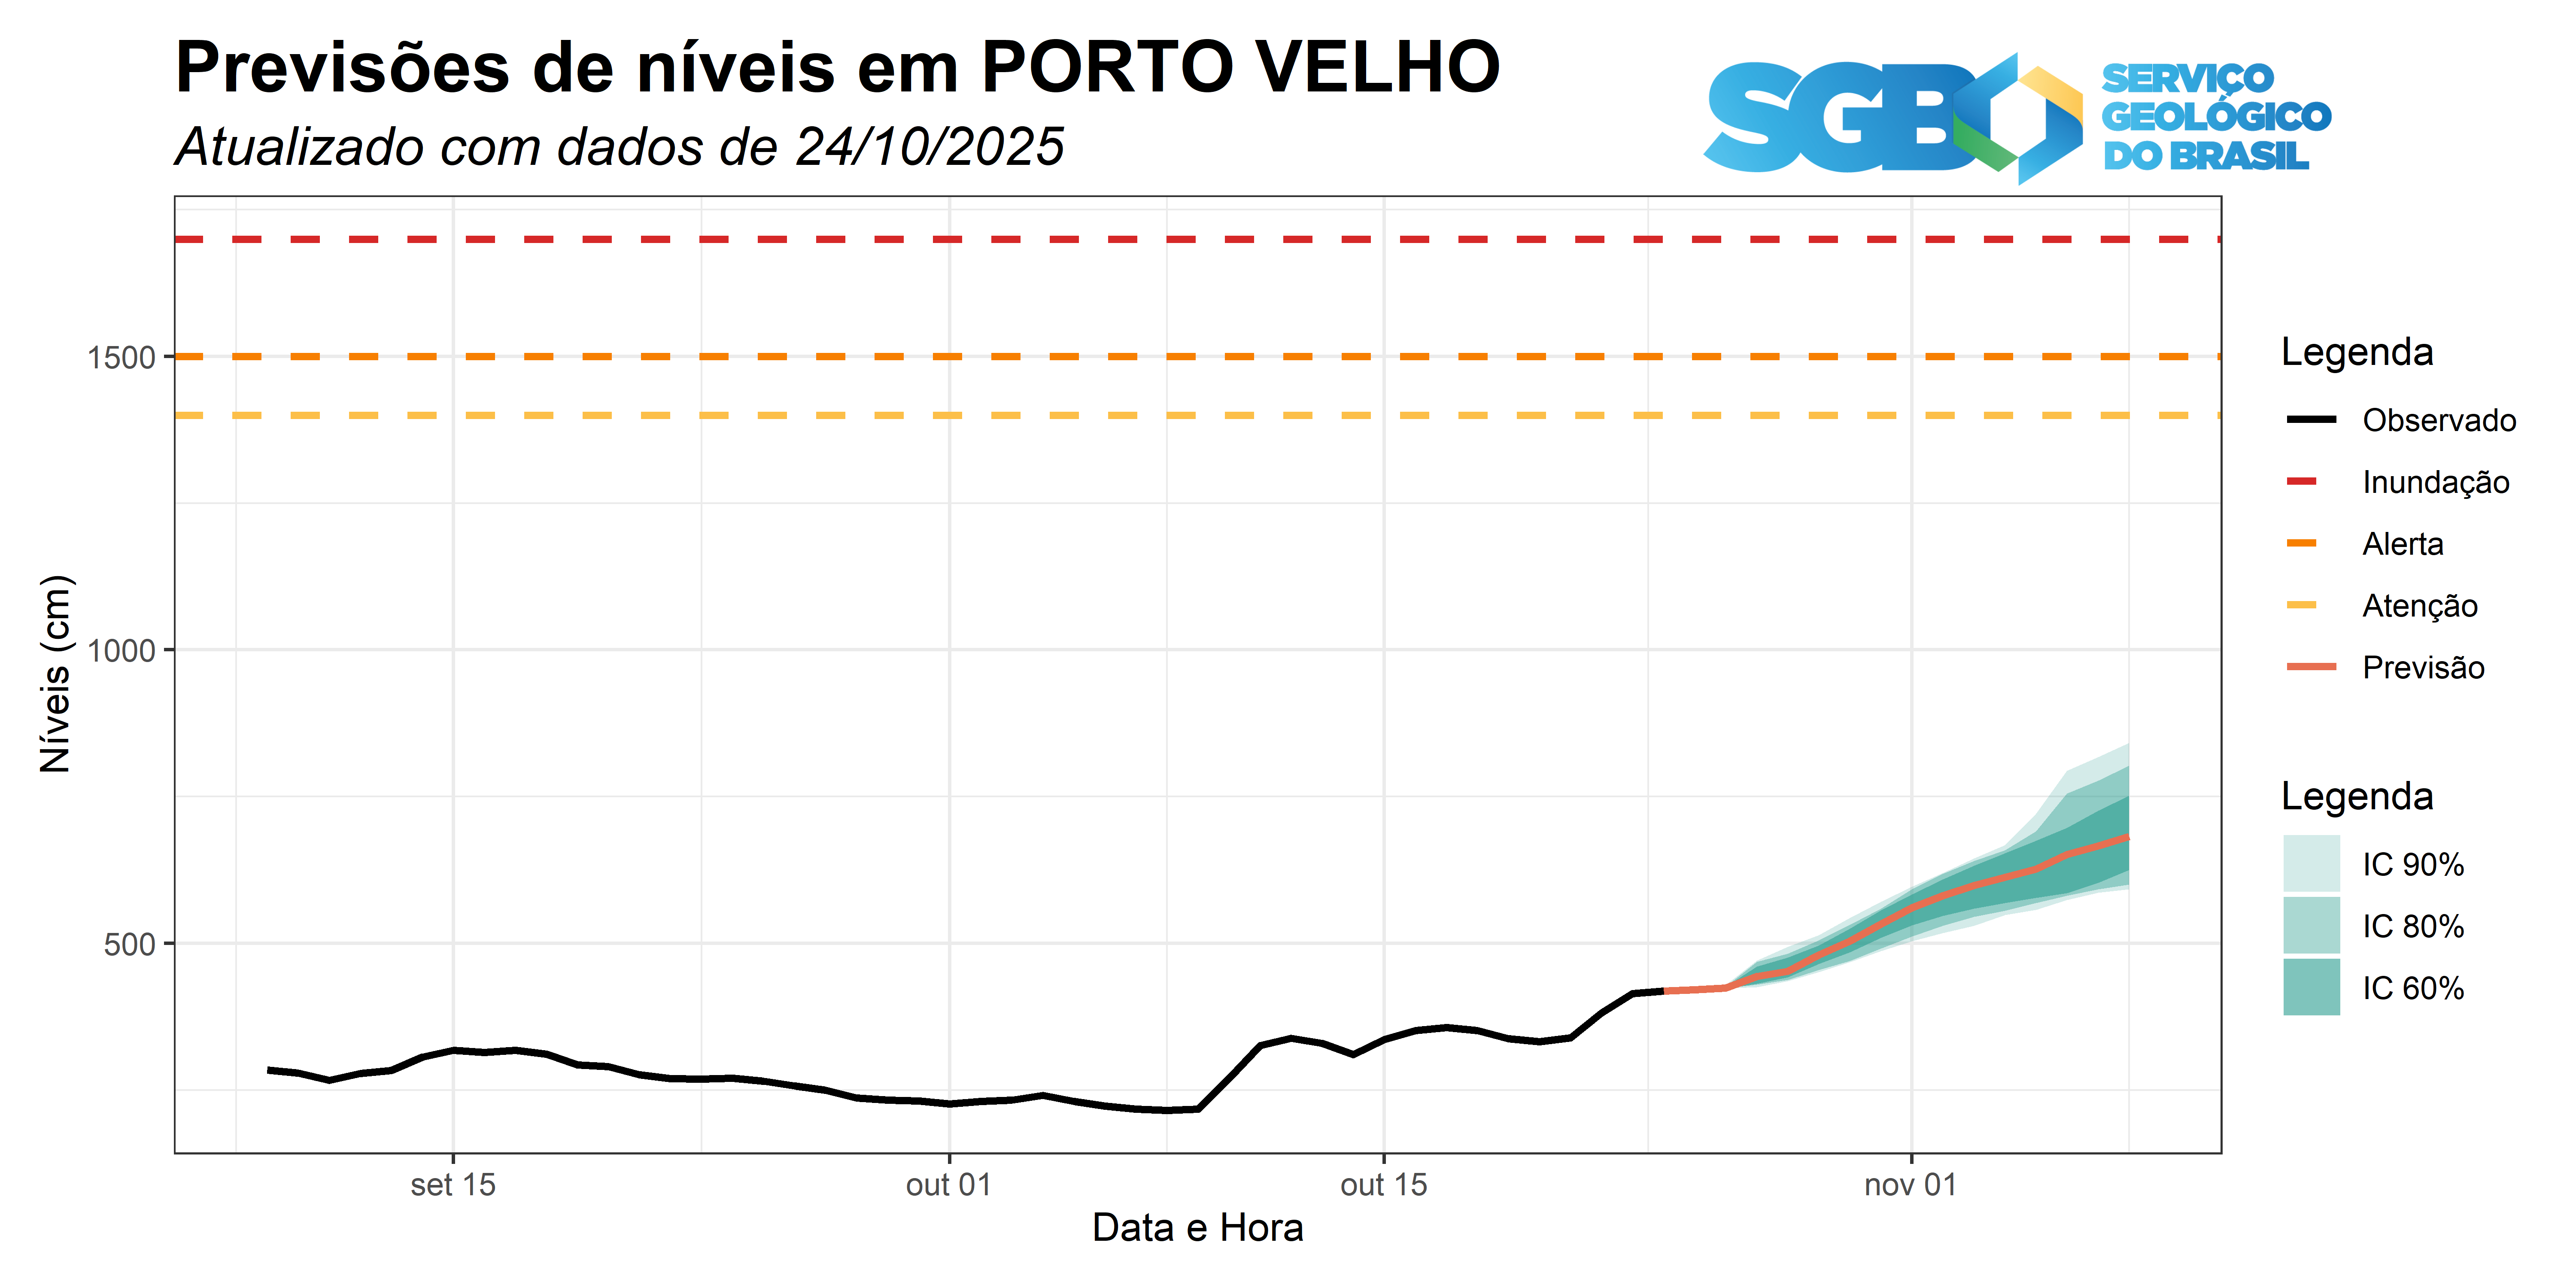 Previsões de níveis em PORTO VELHO
Atualizado com dados de 24/10/2025
SGB
SERVIÇO
GEOLÓGICO
DO BRASIL
Níveis (cm)
1500
1000
500
set 15
out 01
out 15
nov 01
Data e Hora
Legenda
Observado
Inundação
Alerta
Atenção
Previsão
Legenda
IC 90%
IC 80%
IC 60%